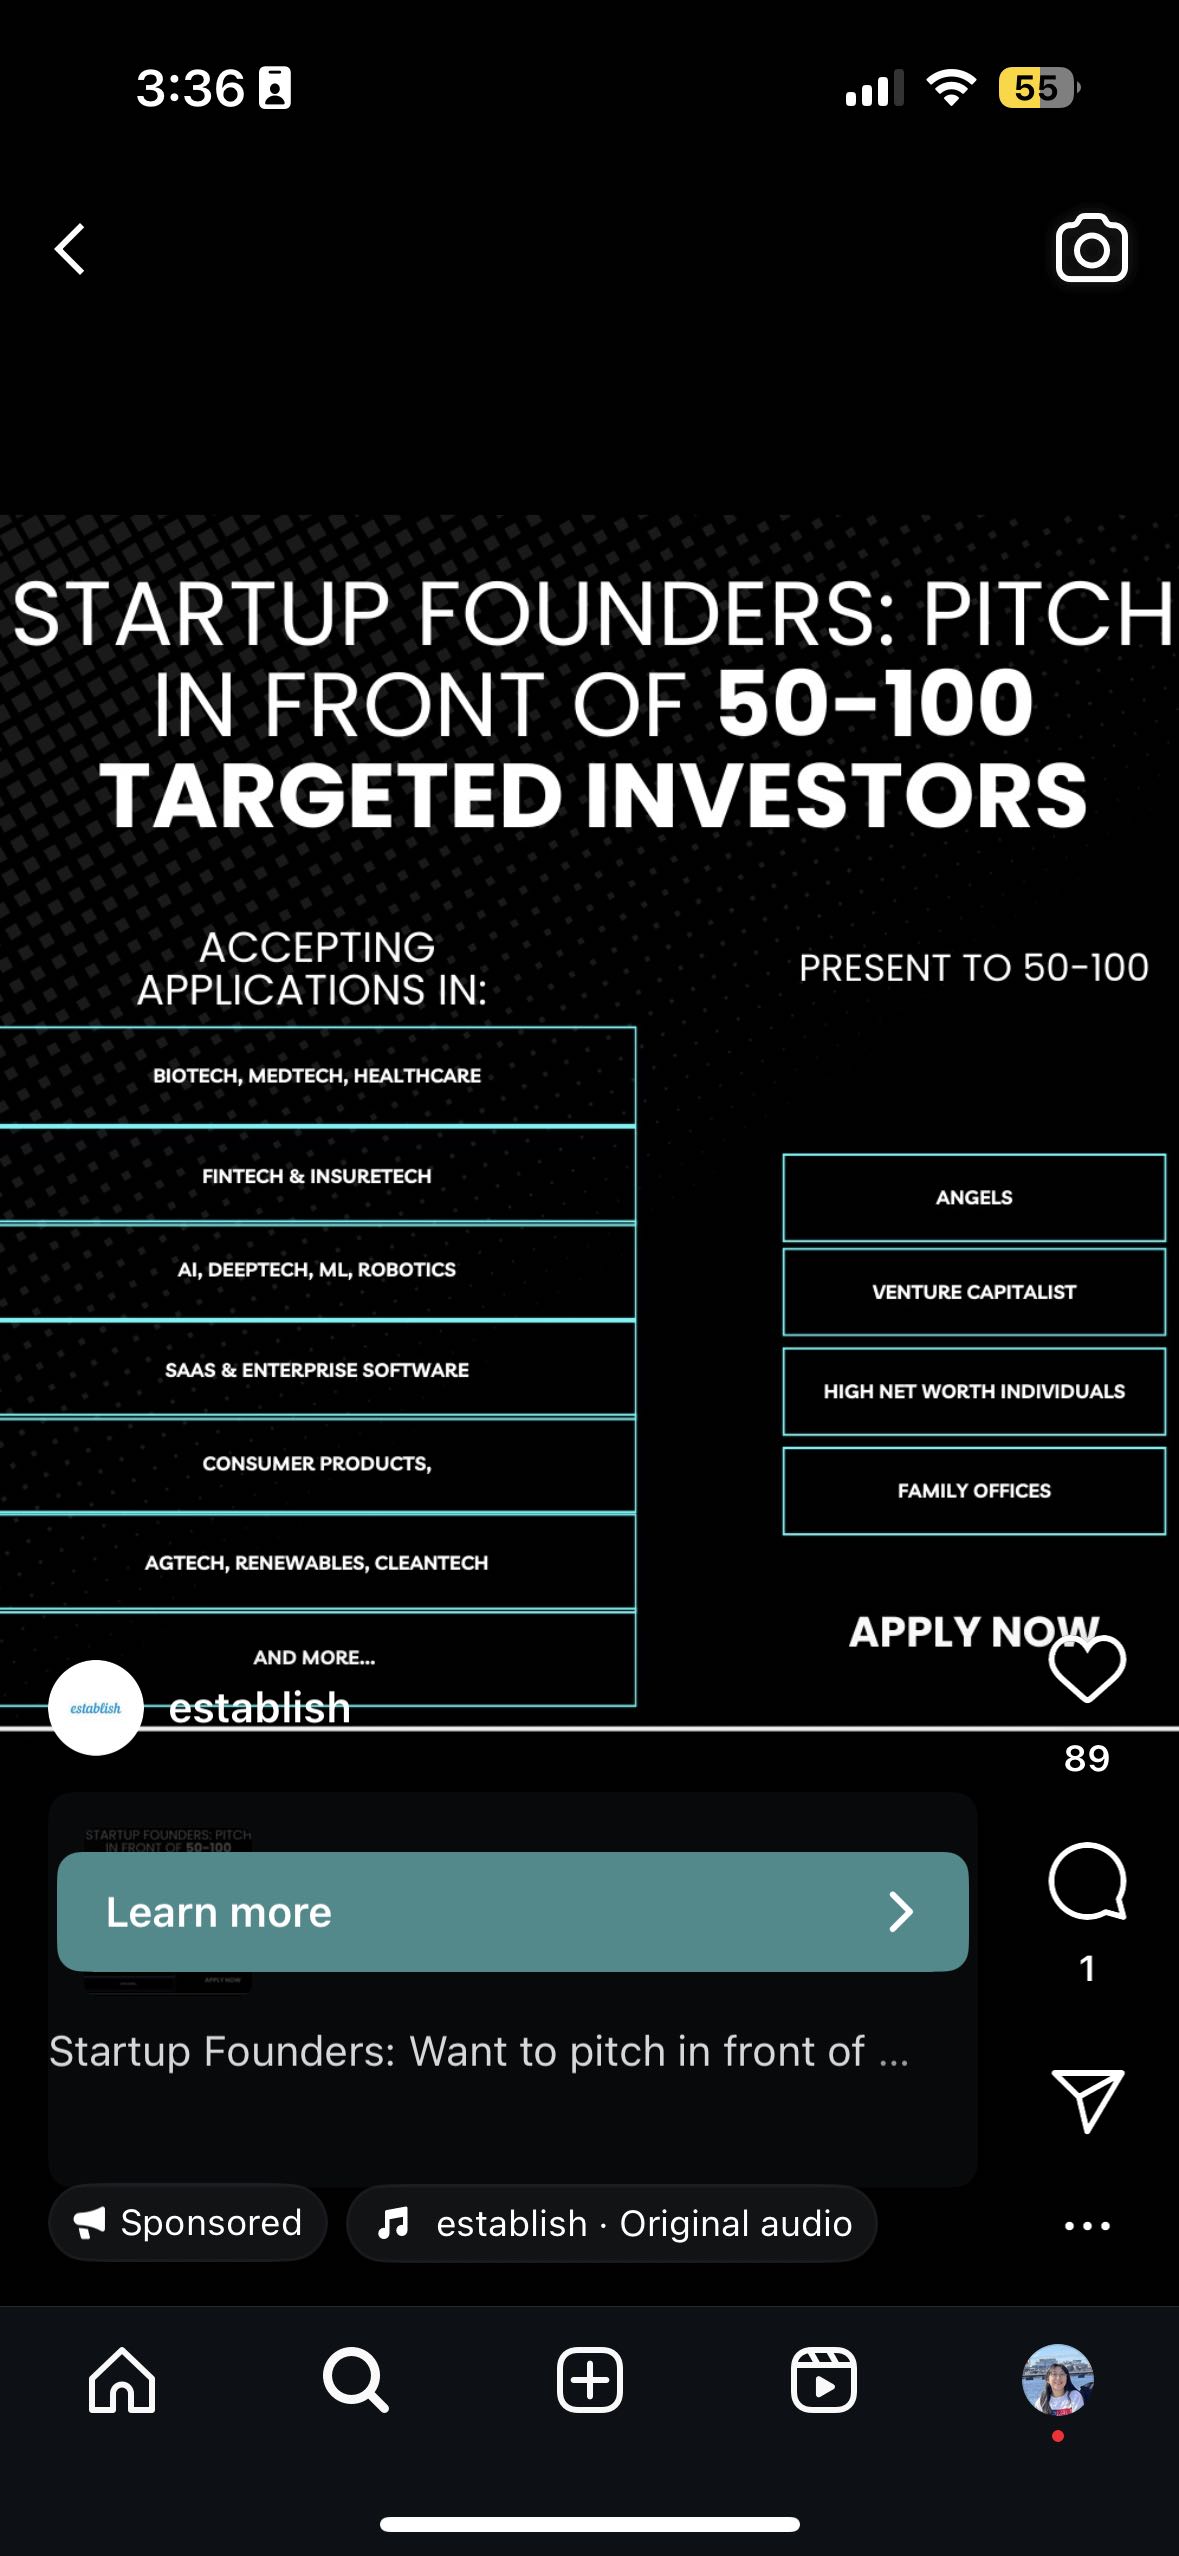 3:36
55
STARTUP FOUNDERS: PITCH
IN FRONT OF 50-100
TARGETED INVESTORS
ACCEPTING
APPLICATIONS IN:
BIOTECH, MEDTECH, HEALTHCARE
FINTECH & INSURETECH
AI, DEEPTECH, ML, ROBOTICS
SAAS & ENTERPRISE SOFTWARE
CONSUMER PRODUCTS,
AGTECH, RENEWABLES, CLEANTECH
AND MORE...
PRESENT TO 50-100
ANGELS
VENTURE CAPITALIST
HIGH NET WORTH INDIVIDUALS
FAMILY OFFICES
APPLY NOW
establish
establish
89
STARTUP FOUNDERS: PITCH
IN FRONT OF 50-100
Learn more
APPLY NOW
1
Startup Founders: Want to pitch in front of ...
Sponsored
establish · Original audio